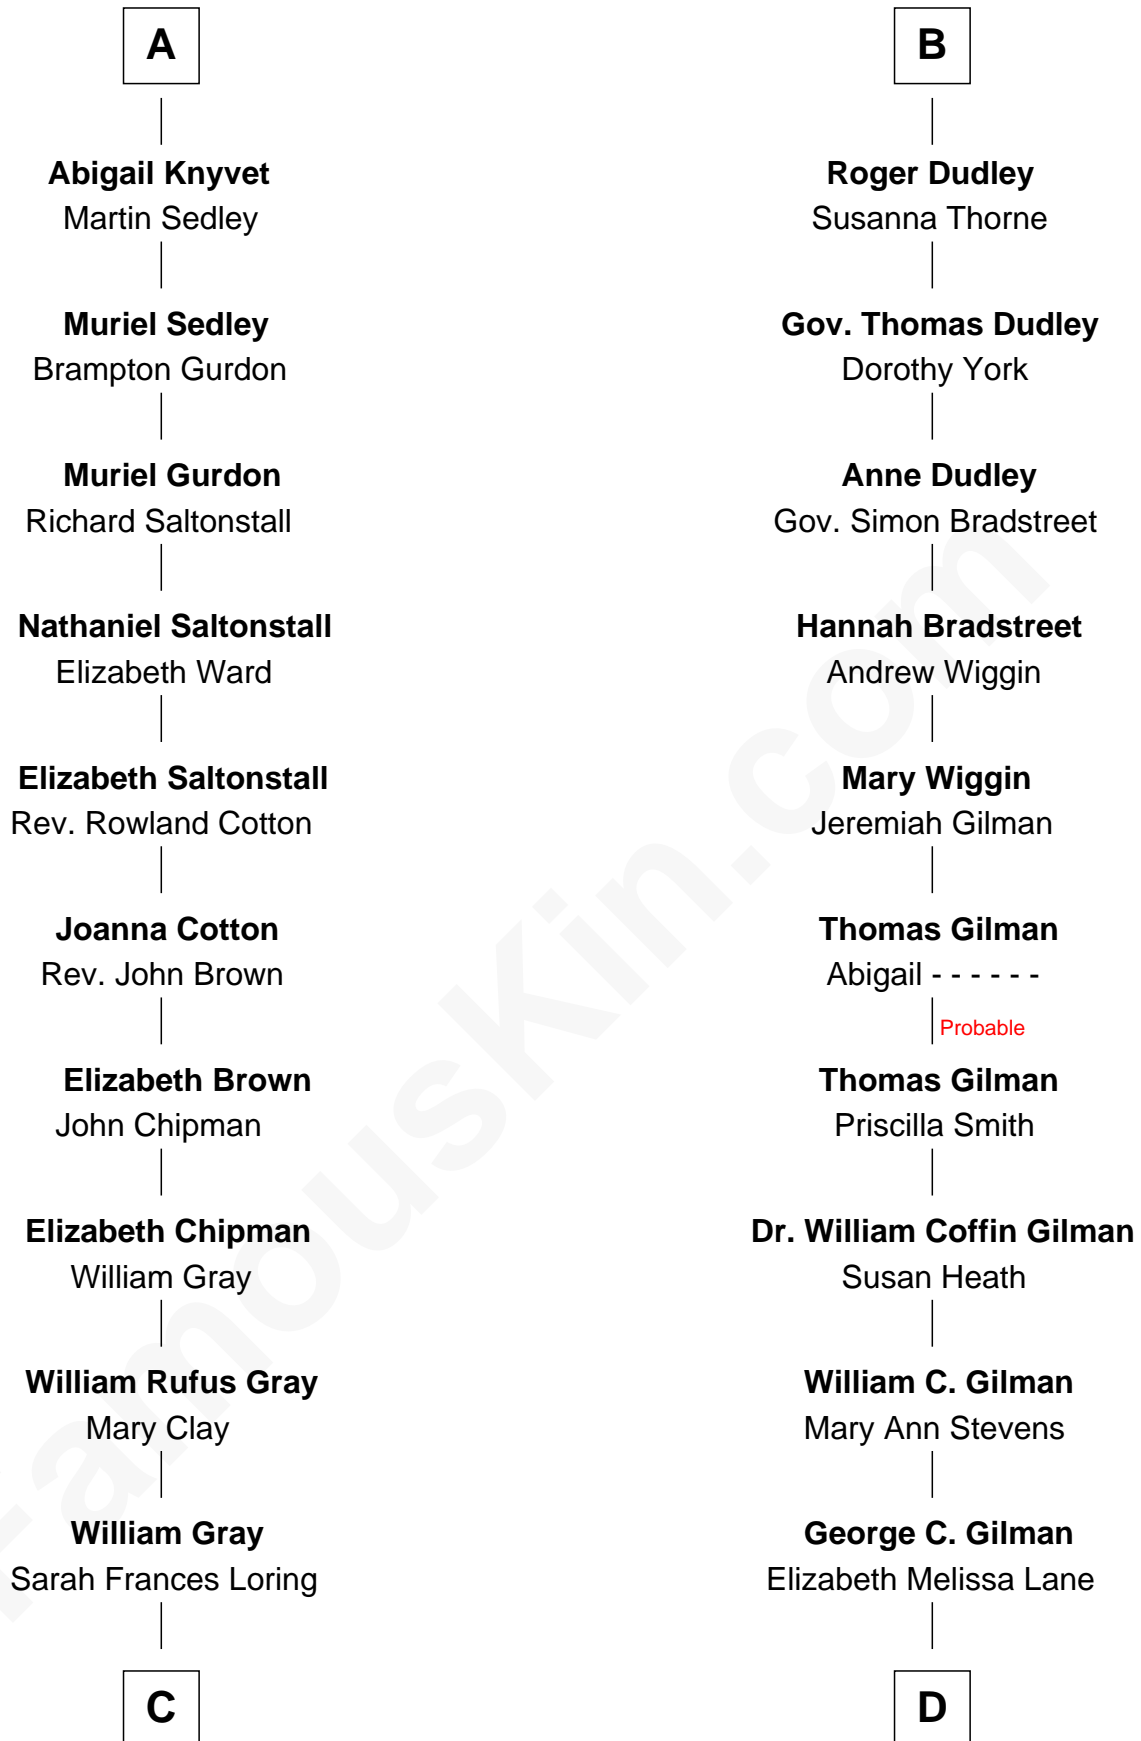 A
Abigail Knyvet
Martin Sedley
Muriel Sedley
Brampton Gurdon
Muriel Gurdon
Richard Saltonstall
Nathaniel Saltonstall
Elizabeth Ward
Elizabeth Saltonstall
Rev. Rowland Cotton
Joanna Cotton
Rev. John Brown
Elizabeth Brown
John Chipman
Elizabeth Chipman
William Gray
William Rufus Gray
Mary Clay
William Gray
Sarah Frances Loring
C
B
Roger Dudley
Susanna Thorne
Gov. Thomas Dudley
Dorothy York
Anne Dudley
Gov. Simon Bradstreet
Hannah Bradstreet
Andrew Wiggin
Mary Wiggin
Jeremiah Gilman
Thomas Gilman
Abigail - - - - - -
Probable
Thomas Gilman
Priscilla Smith
Dr. William Coffin Gilman
Susan Heath
William C. Gilman
Mary Ann Stevens
George C. Gilman
Elizabeth Melissa Lane
D
FamousKin.com